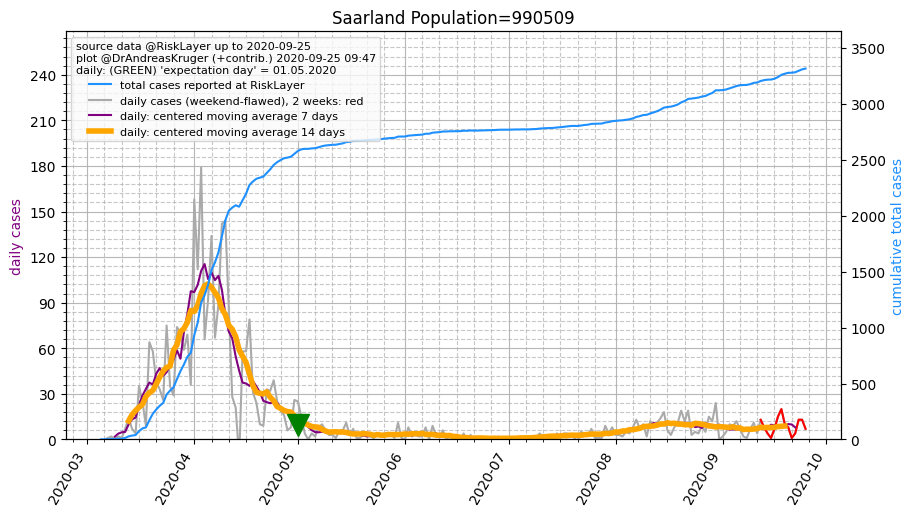 Saarland Population=990509
source data @RiskLayer up to 2020-09-25
plot @DrAndreasKruger (+contrib.) 2020-09-25 09:47
daily: (GREEN) 'expectation day' = 01.05.2020
total cases reported at RiskLayer
daily cases (weekend-flawed), 2 weeks: red
daily: centered moving average 7 days
daily: centered moving average 14 days
daily cases
240
210
180
150
120
90
60
30
0
3500
3000
2500
2000
1500
1000
500
0
cumulative total cases
2020-03
2020-04
2020-05
2020-06
2020-07
2020-08
2020-09
2020-10